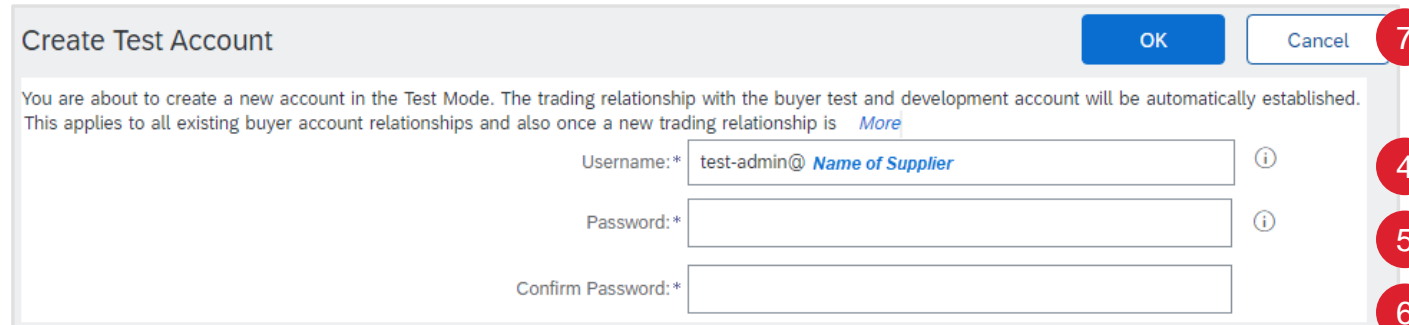 Create Test Account
OK
Cancel
7
You are about to create a new account in the Test Mode. The trading relationship with the buyer test and development account will be automatically established.
This applies to all existing buyer account relationships and also once a new trading relationship is More
Username:* test-admin@ Name of Supplier
4
Password:*
5
Confirm Password:*
6